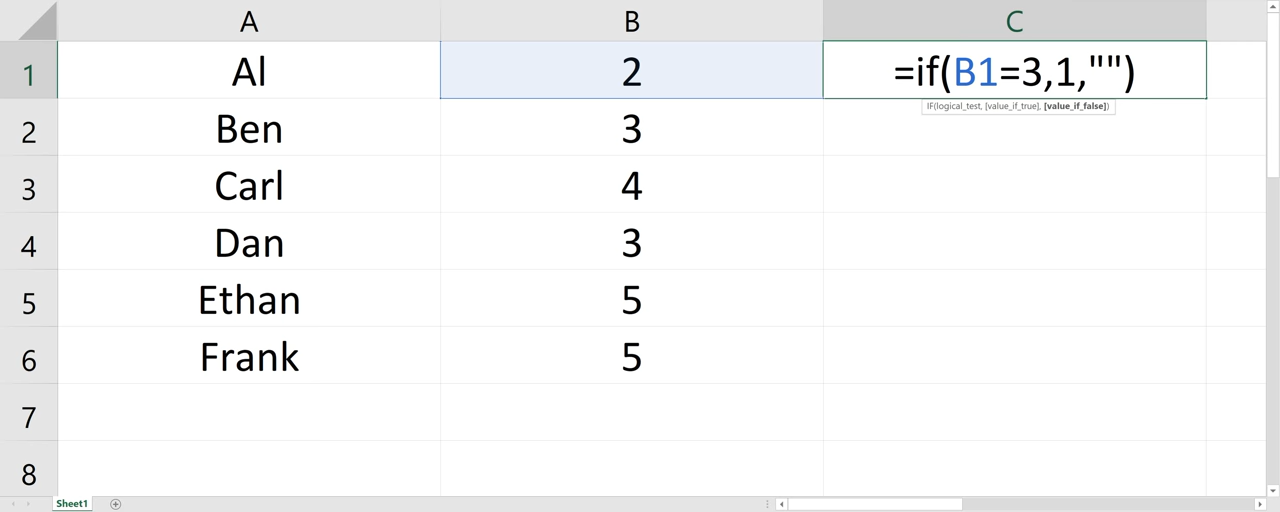 A B C
1 Al 2 =if(B1=3,1,"")
IF(logical_test, [value_if_true], [value_if_false])
2 Ben 3
3 Carl 4
4 Dan 3
5 Ethan 5
6 Frank 5
7
8
Sheet1